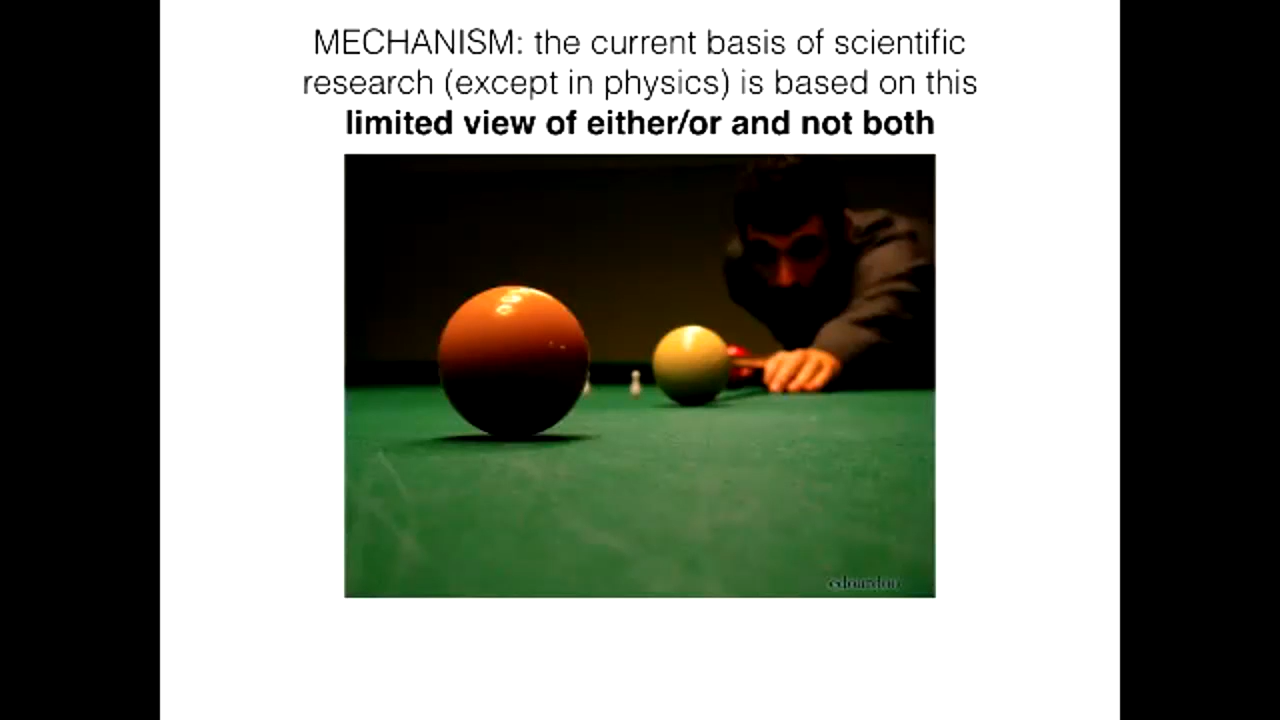 MECHANISM: the current basis of scientific
research (except in physics) is based on this
limited view of either/or and not both